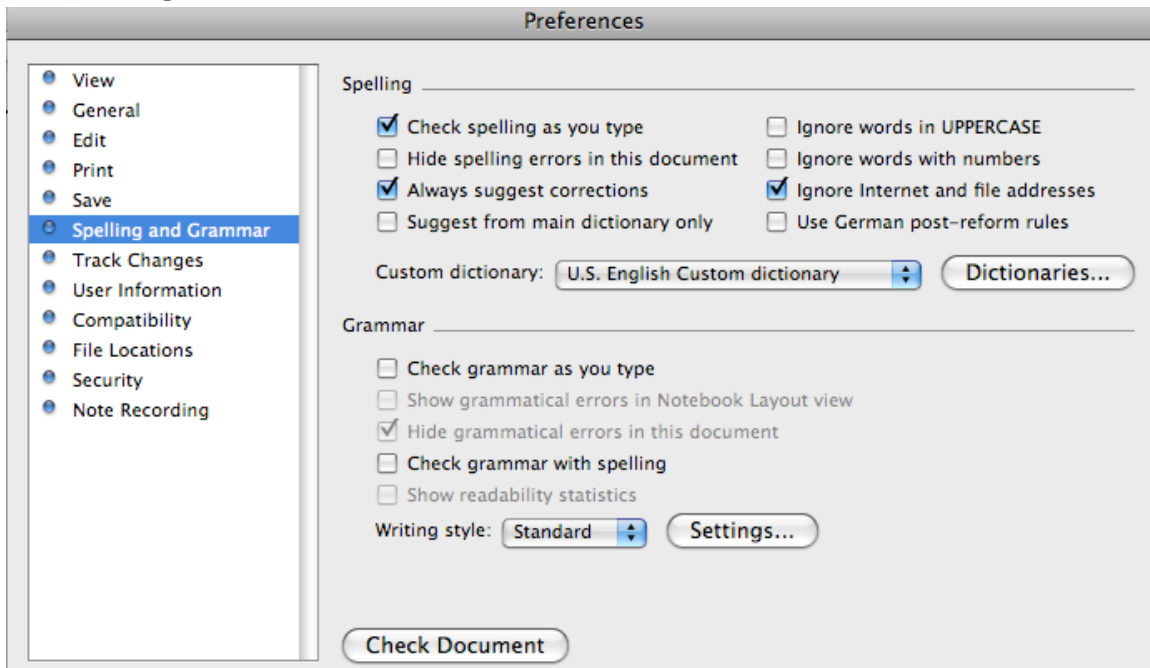 Preferences
View
General
Edit
Print
Save
Spelling and Grammar
Track Changes
User Information
Compatibility
File Locations
Security
Note Recording
Spelling
Check spelling as you type
Ignore words in UPPERCASE
Hide spelling errors in this document
Ignore words with numbers
Always suggest corrections
Ignore Internet and file addresses
Suggest from main dictionary only
Use German post-reform rules
Custom dictionary: U.S. English Custom dictionary Dictionaries...
Grammar
Check grammar as you type
Show grammatical errors in Notebook Layout view
Hide grammatical errors in this document
Check grammar with spelling
Show readability statistics
Writing style: Standard Settings...
Check Document